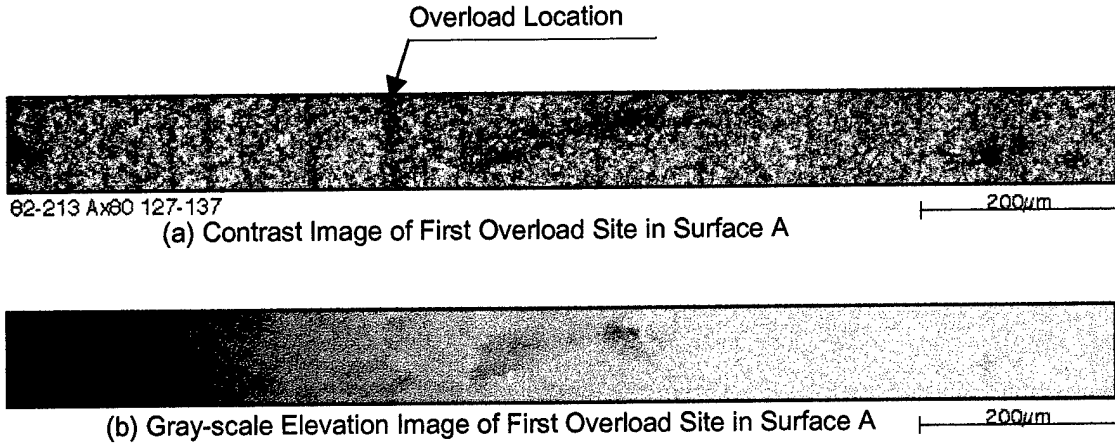 Overload Location
62-213 Ax60 127-137
200µm
(a) Contrast Image of First Overload Site in Surface A
(b) Gray-scale Elevation Image of First Overload Site in Surface A
200µm